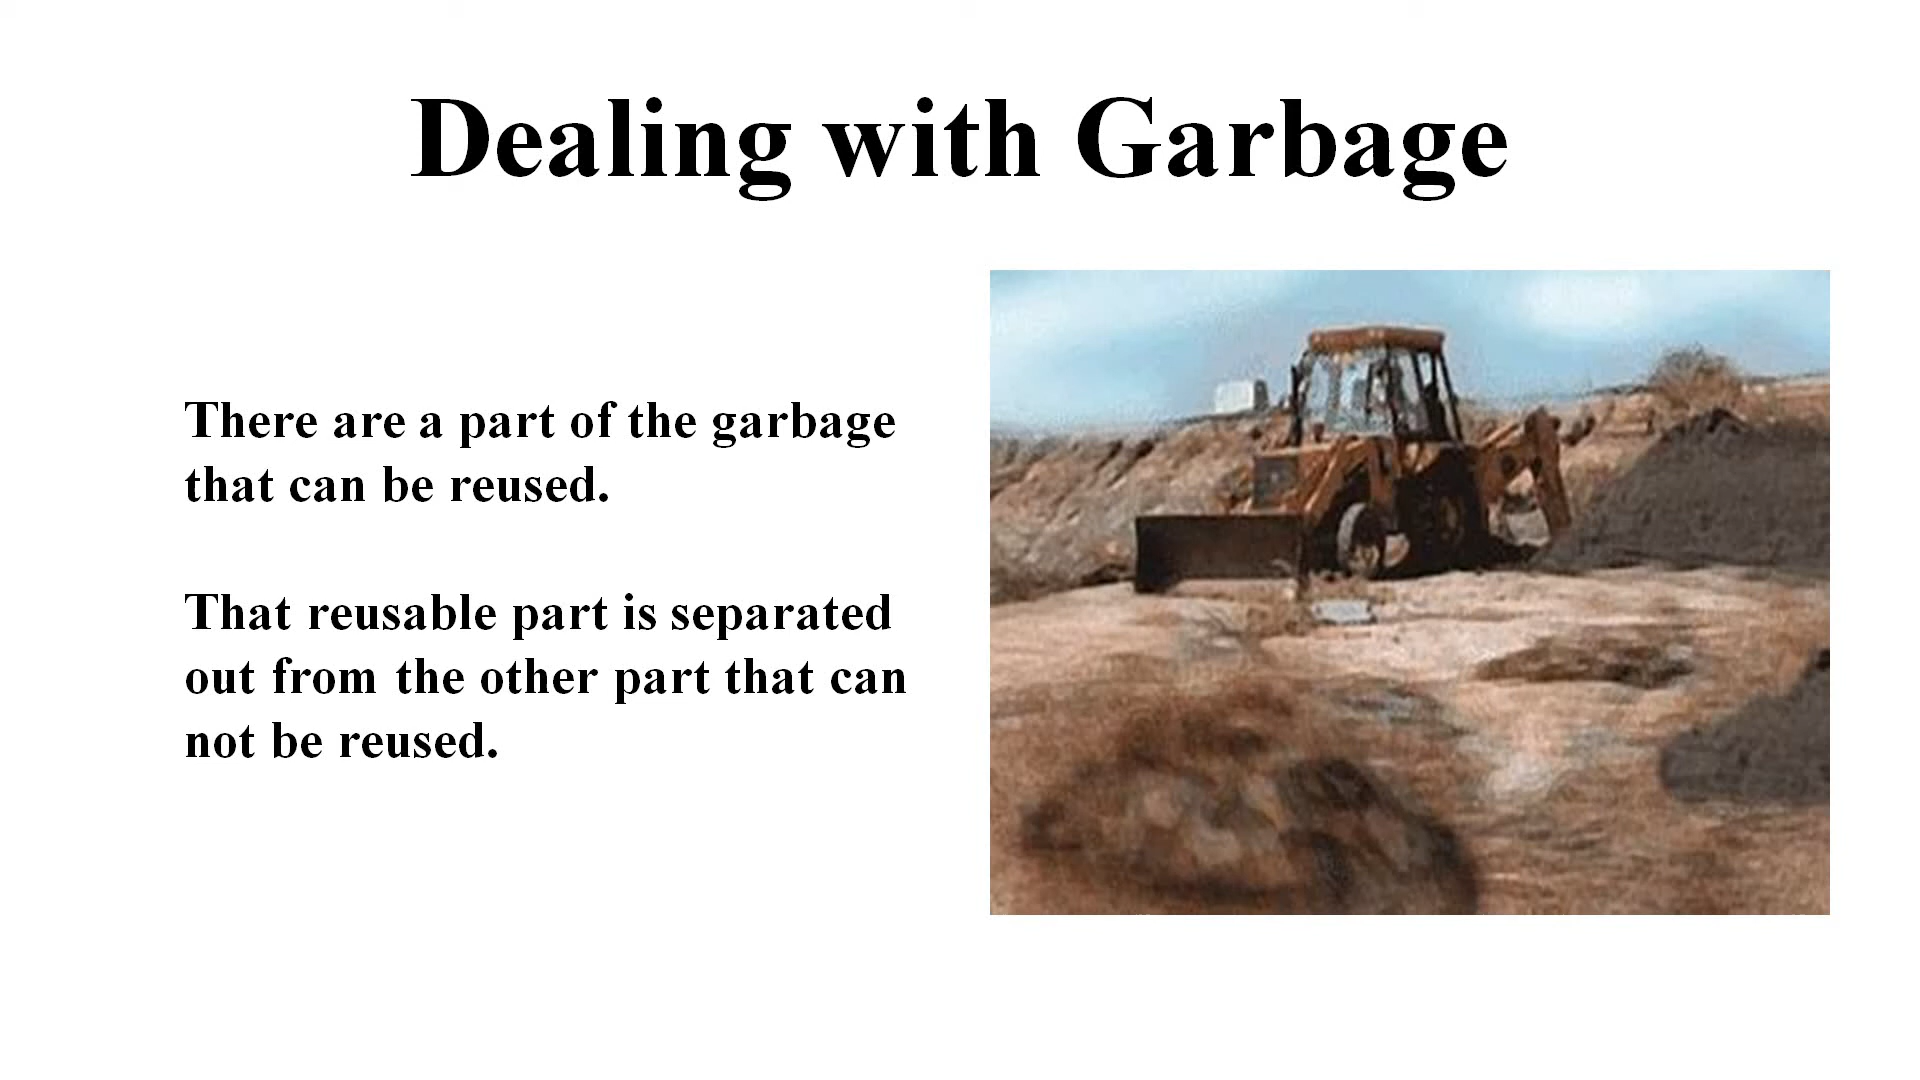 Dealing with Garbage
There are a part of the garbage
that can be reused.
That reusable part is separated
out from the other part that can
not be reused.